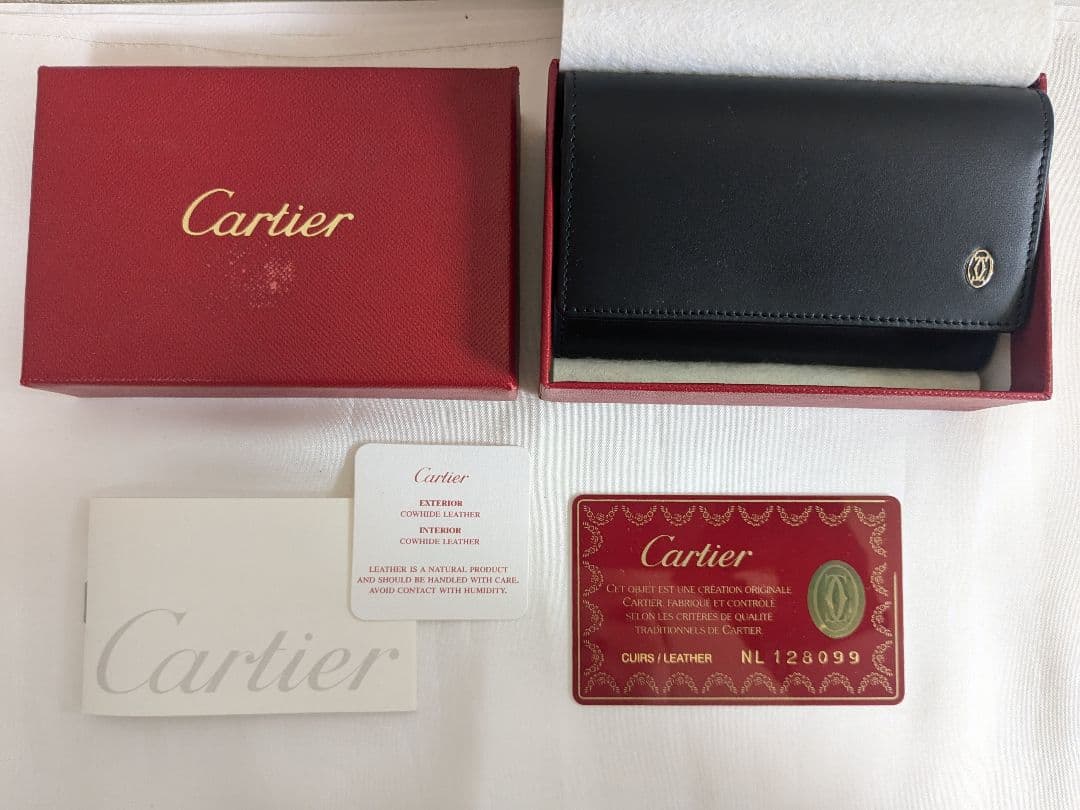 Cartier
Cartier
EXTERIOR
COWHIDE LEATHER
INTERIOR
COWHIDE LEATHER
LEATHER IS A NATURAL PRODUCT
AND SHOULD BE HANDLED WITH CARE.
AVOID CONTACT WITH HUMIDITY.
Cartier
Cartier
CET OBJET EST UNE CRÉATION ORIGINALE
CARTIER, FABRIQUÉ ET CONTRÔLÉ
SELON LES CRITÈRES DE QUALITÉ
TRADITIONNELS DE CARTIER.
CUIRS / LEATHER NL 128099